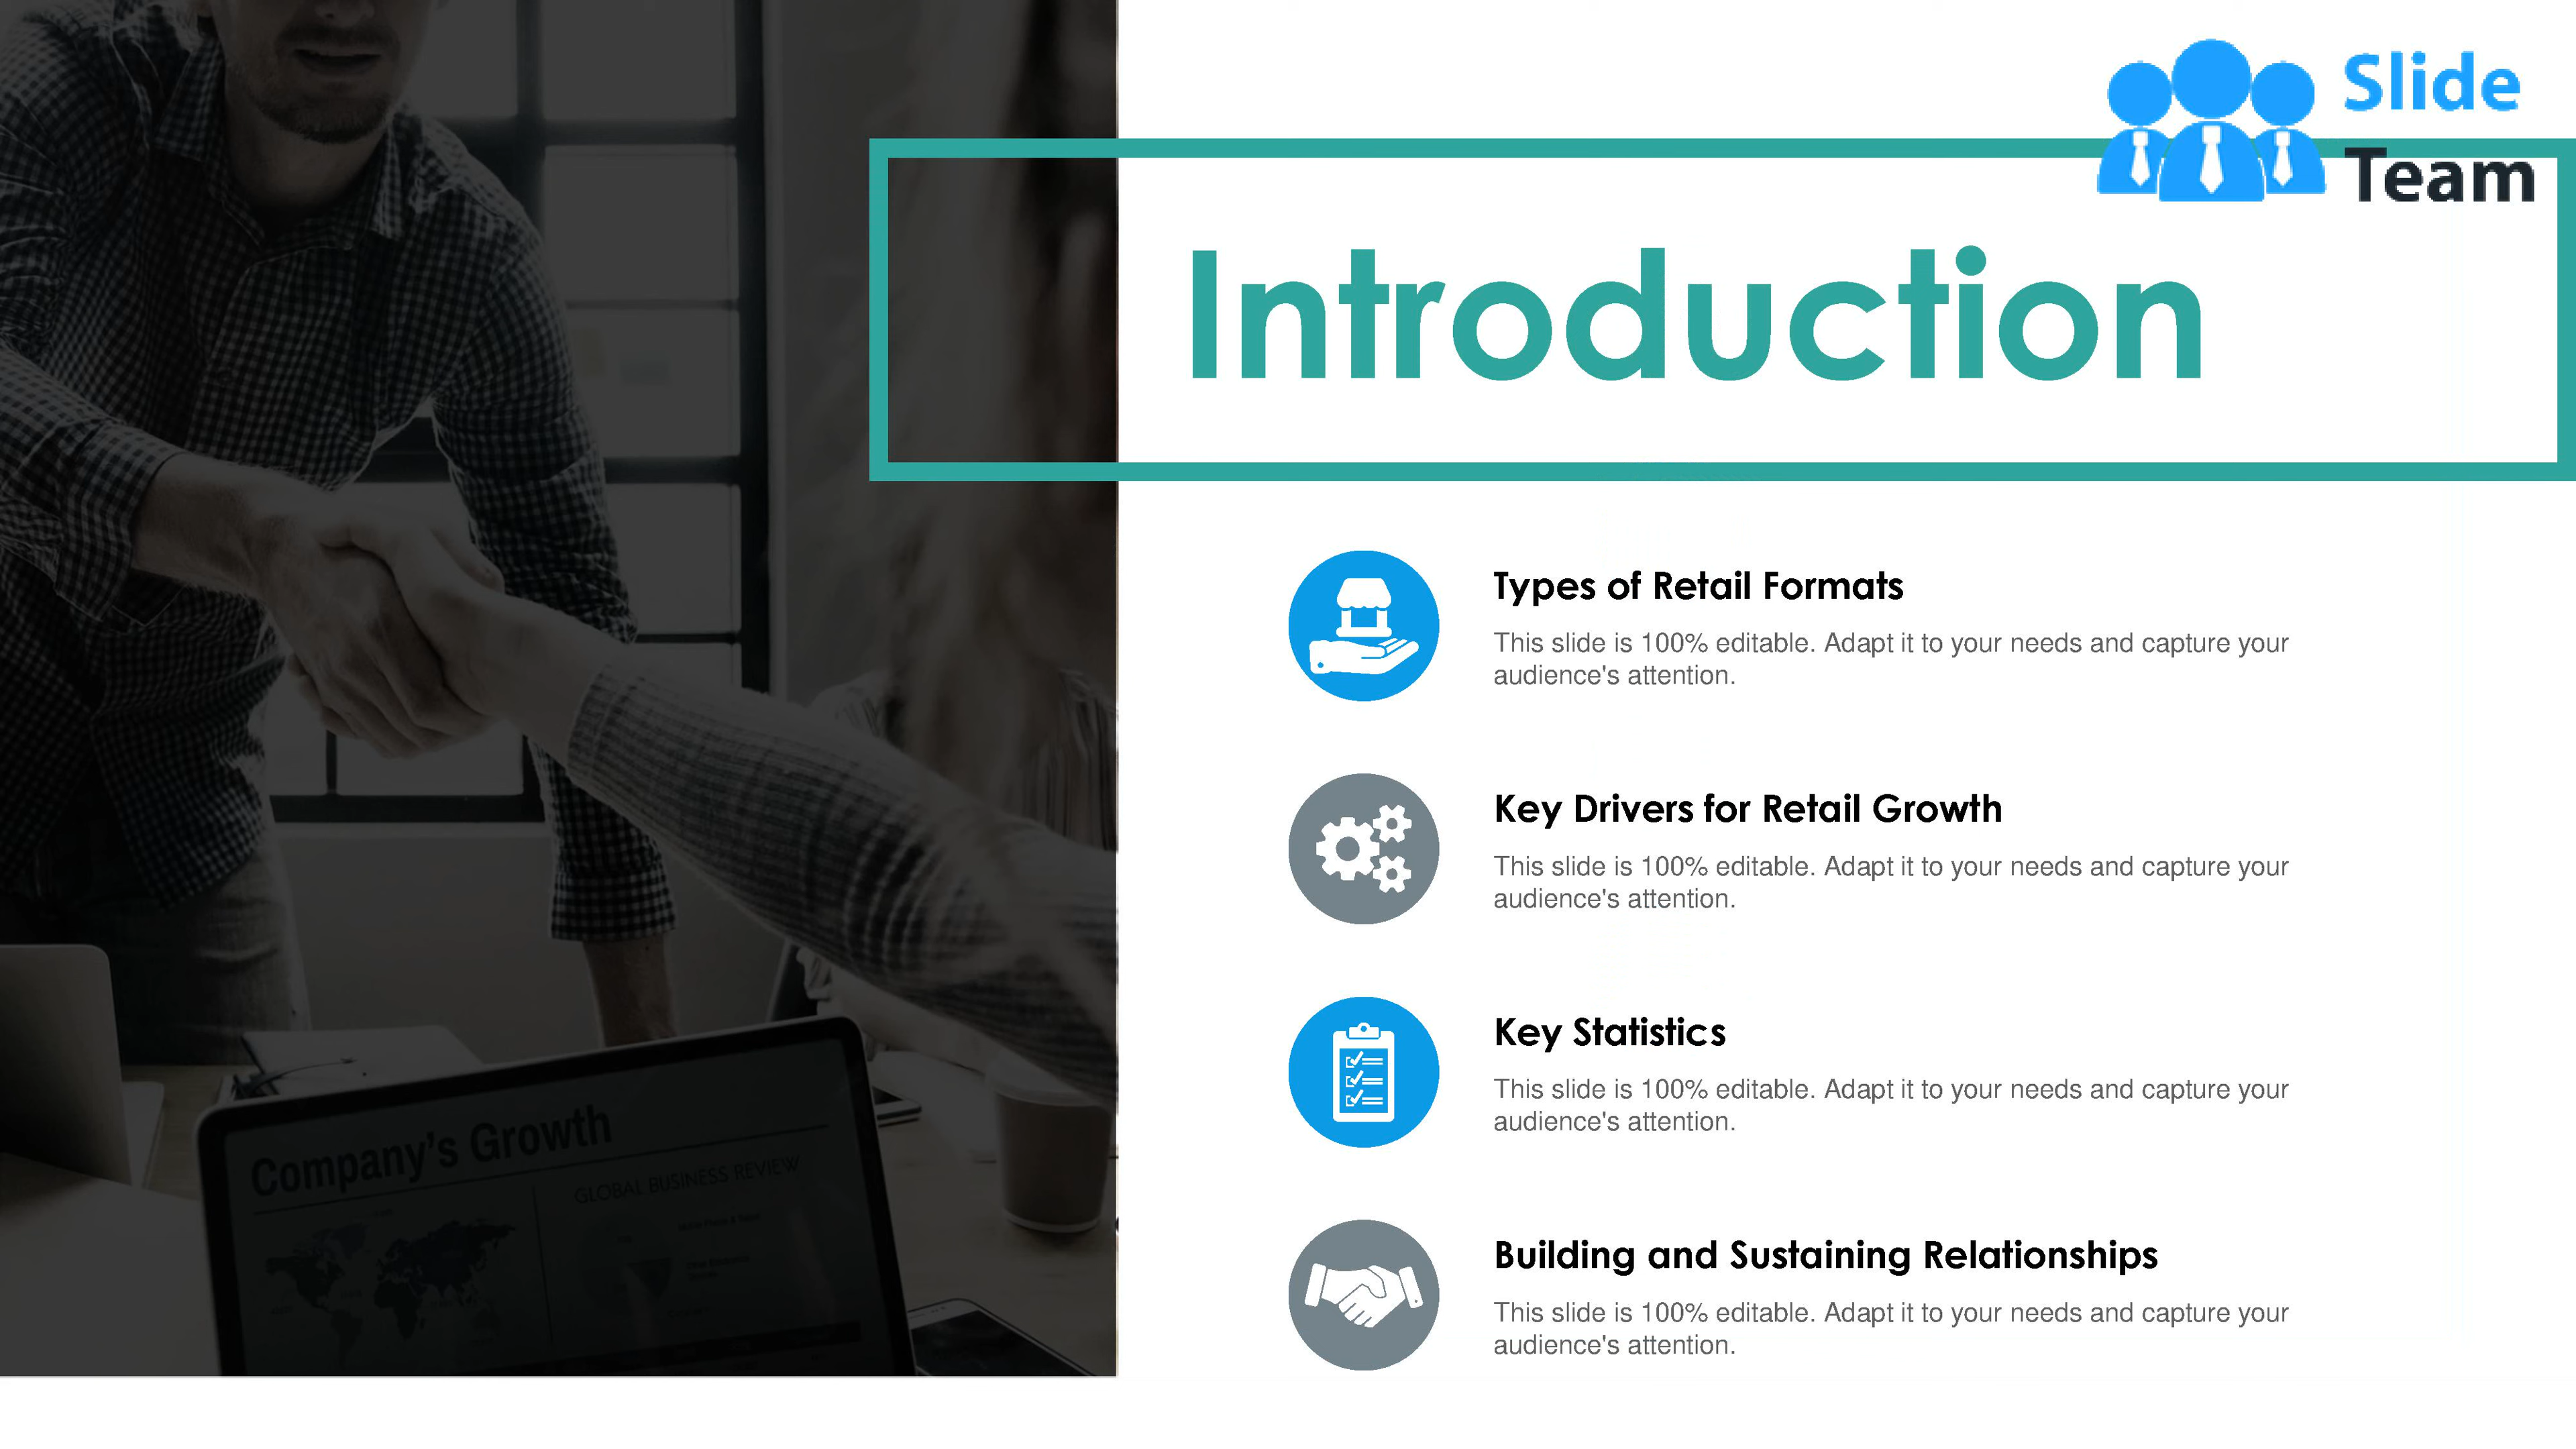 Slide
Team
Introduction
Types of Retail Formats
This slide is 100% editable. Adapt it to your needs and capture your
audience's attention.
Key Drivers for Retail Growth
This slide is 100% editable. Adapt it to your needs and capture your
audience's attention.
Key Statistics
This slide is 100% editable. Adapt it to your needs and capture your
audience's attention.
Building and Sustaining Relationships
This slide is 100% editable. Adapt it to your needs and capture your
audience's attention.
Company's Growth
GLOBAL BUSINESS REVIEW